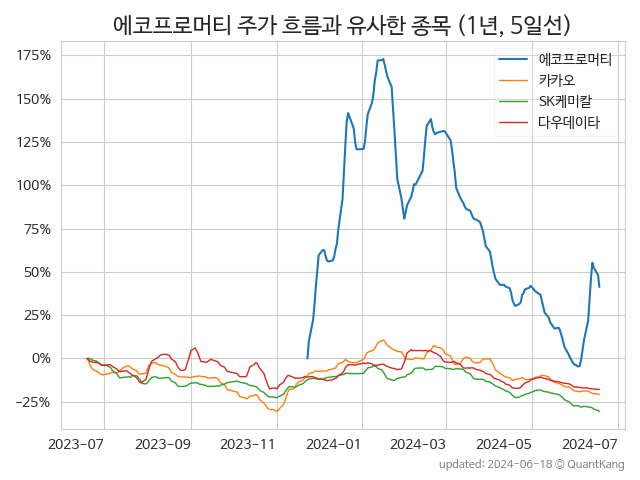 에코프로머티 주가 흐름과 유사한 종목 (1년, 5일선)
에코프로머티
카카오
SK케미칼
다우데이타
175%
150%
125%
100%
75%
50%
25%
0%
−25%
2023-07 2023-09 2023-11 2024-01 2024-03 2024-05 2024-07
updated: 2024-06-18 © QuantKang